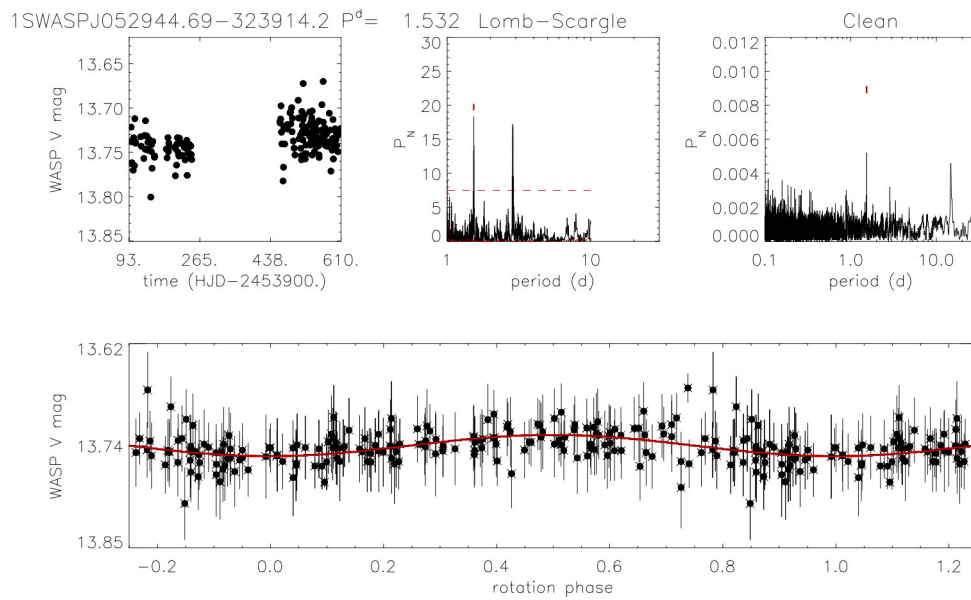 1SWASPJ052944.69−323914.2 Pᵈ= 1.532 Lomb−Scargle Clean
WASP V mag
13.65
13.70
13.75
13.80
13.85
93. 265. 438. 610.
time (HJD−2453900.)
P_N
30
25
20
15
10
5
0
1 10
period (d)
P_N
0.012
0.010
0.008
0.006
0.004
0.002
0.000
0.1 1.0 10.0
period (d)
WASP V mag
13.62
13.74
13.85
−0.2 0.0 0.2 0.4 0.6 0.8 1.0 1.2
rotation phase